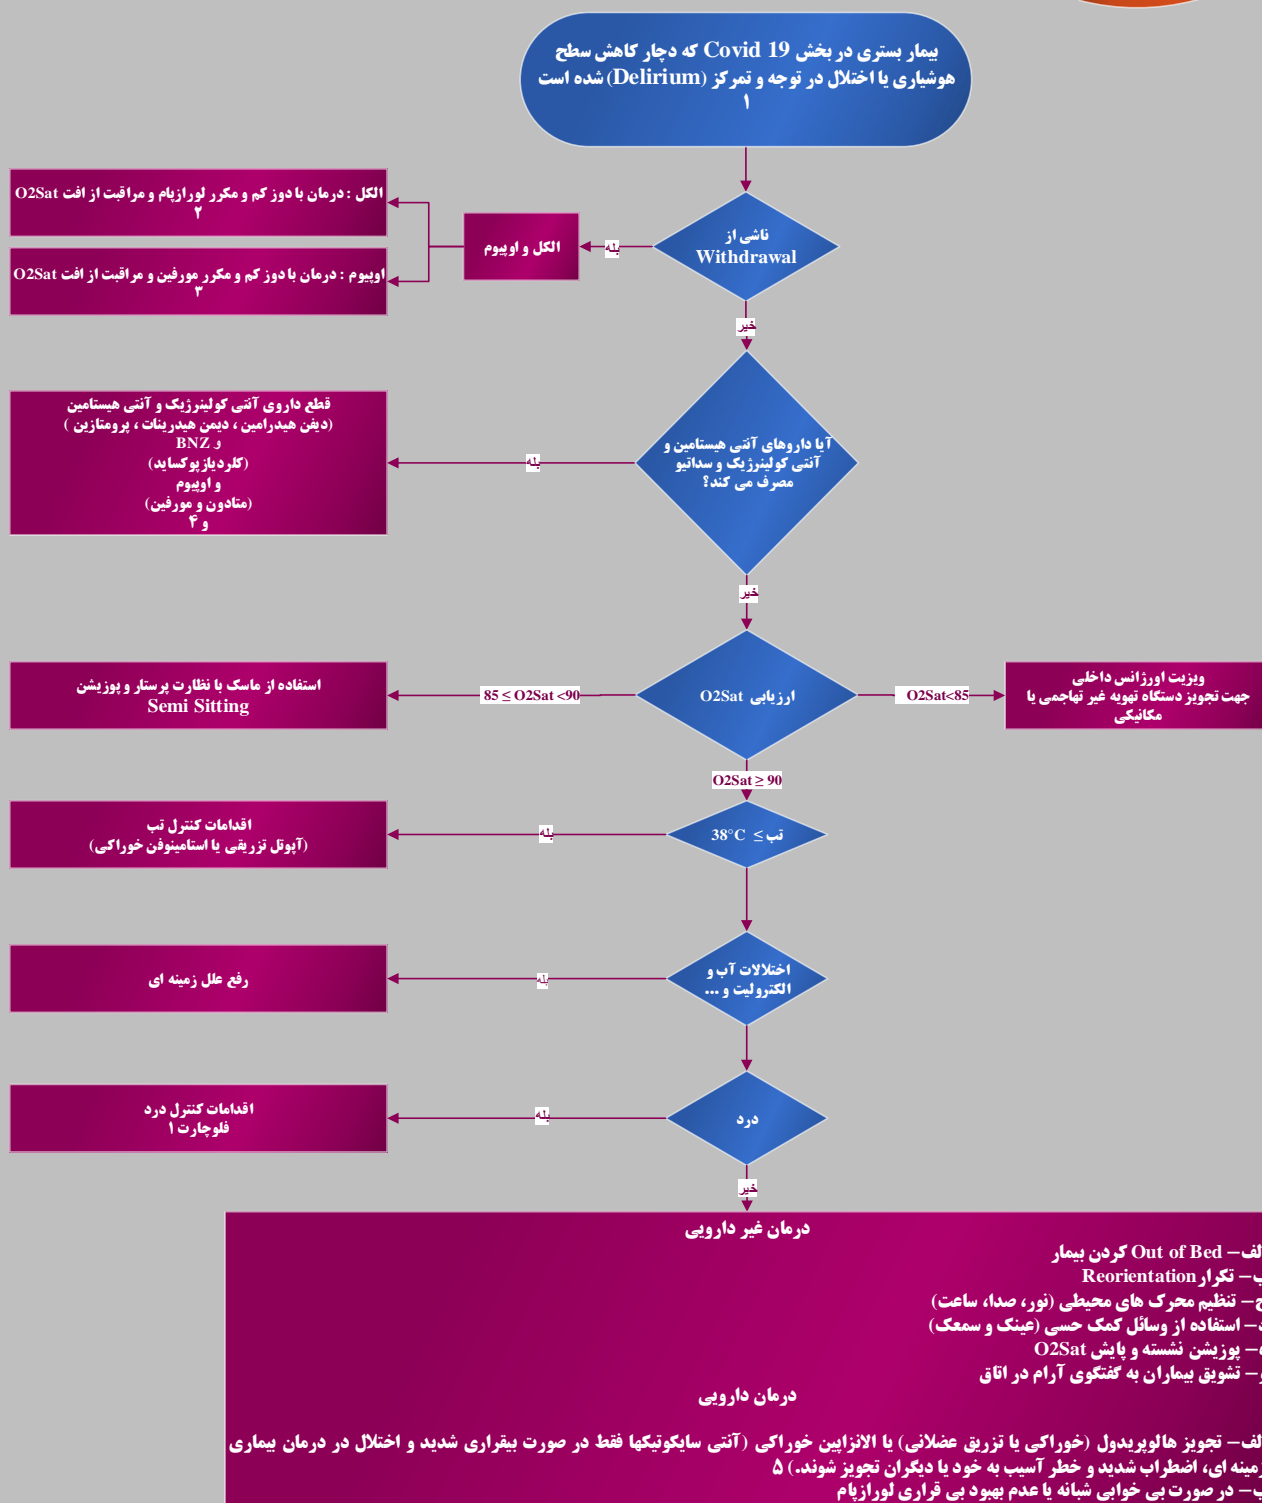 بیمار بستری در بخش Covid 19 که دچار کاهش سطح
هوشیاری یا اختلال در توجه و تمرکز (Delirium) شده است
۱
ناشی از
Withdrawal
بله
الکل و اوپیوم
الکل : درمان با دوز کم و مکرر لورازپام و مراقبت از افت O2Sat
۲
اوپیوم : درمان با دوز کم و مکرر مورفین و مراقبت از افت O2Sat
۳
خیر
آیا داروهای آنتی هیستامین و
آنتی کولینرژیک و سداتیو
مصرف می کند؟
بله
قطع داروی آنتی کولینرژیک و آنتی هیستامین
(دیفن هیدرامین ، دیمن هیدرینات ، پرومتازین )
و BNZ
(کلردیازپوکساید)
و اوپیوم
(متادون و مورفین)
و ۴
خیر
ارزیابی O2Sat
O2Sat<85
ویزیت اورژانس داخلی
جهت تجویز دستگاه تهویه غیر تهاجمی یا
مکانیکی
85 ≤ O2Sat <90
استفاده از ماسک با نظارت پرستار و پوزیشن
Semi Sitting
O2Sat ≥ 90
تب ≥ 38°C
بله
اقدامات کنترل تب
(آپوتل تزریقی یا استامینوفن خوراکی)
اختلالات آب و
الکترولیت و ...
بله
رفع علل زمینه ای
درد
بله
اقدامات کنترل درد
فلوچارت ۱
خیر
درمان غیر دارویی
الف– Out of Bed کردن بیمار
ب– تکرار Reorientation
ج– تنظیم محرک های محیطی (نور، صدا، ساعت)
د– استفاده از وسائل کمک حسی (عینک و سمعک)
ه– پوزیشن نشسته و پایش O2Sat
و– تشویق بیماران به گفتگوی آرام در اتاق
درمان دارویی
الف– تجویز هالوپریدول (خوراکی یا تزریق عضلانی) یا الانزاپین خوراکی (آنتی سایکوتیکها فقط در صورت بیقراری شدید و اختلال در درمان بیماری
زمینه ای، اضطراب شدید و خطر آسیب به خود یا دیگران تجویز شوند.) ۵
ب– در صورت بی خوابی شبانه یا عدم بهبود بی قراری لورازپام